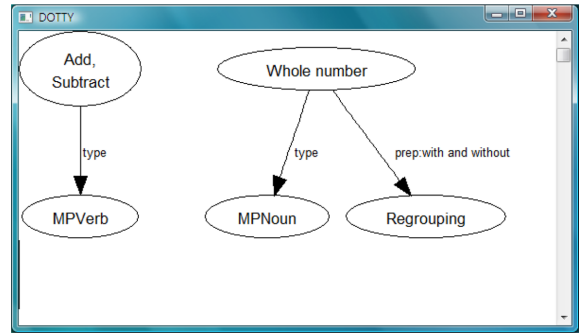 DOTTY
Add,
Subtract
Whole number
type
type
prep:with and without
MPVerb
MPNoun
Regrouping